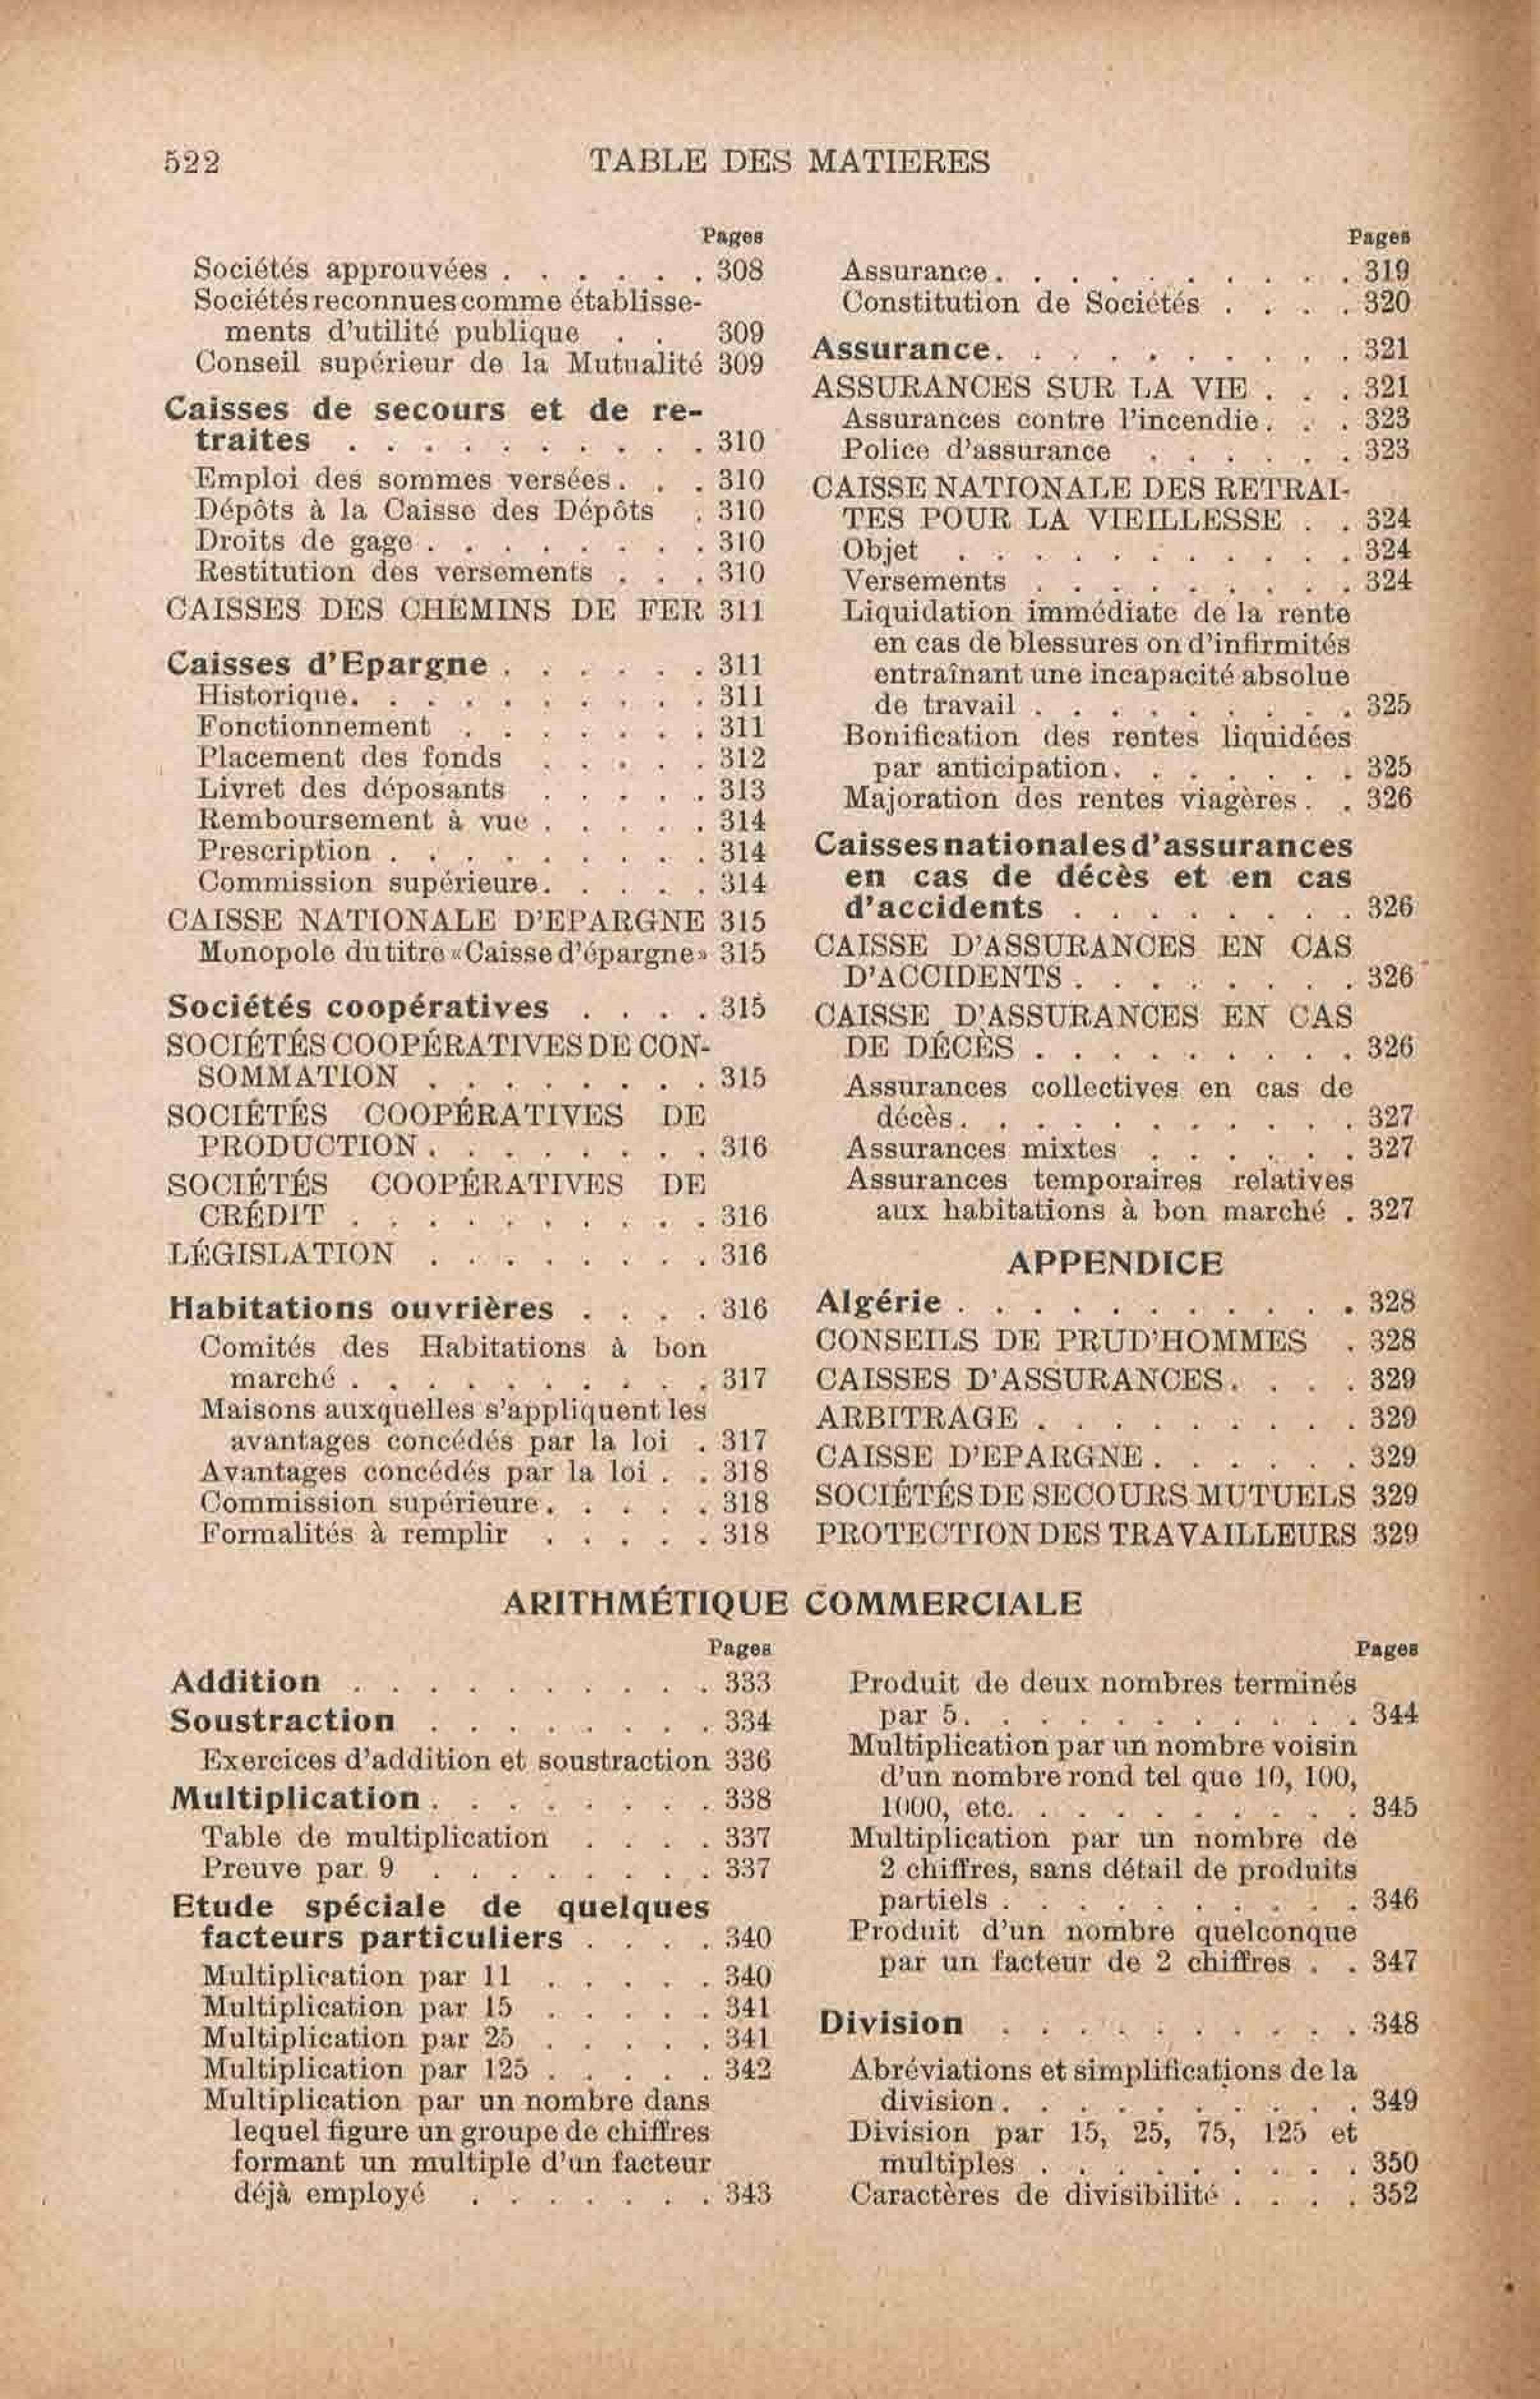 522 TABLE DES MATIERES
Pages
Sociétés approuvées . . . . . . 308
Sociétés reconnues comme établisse-
ments d'utilité publique . . 309
Conseil supérieur de la Mutualité 309
Caisses de secours et de re-
traites . . . . . . . . . . 310
Emploi des sommes versées. . . 310
Dépôts à la Caisse des Dépôts . 310
Droits de gage . . . . . . . . 310
Restitution des versements . . . 310
CAISSES DES CHEMINS DE FER 311
Caisses d'Epargne . . . . . . 311
Historique. . . . . . . . . . 311
Fonctionnement . . . . . . . 311
Placement des fonds . . . . . 312
Livret des déposants . . . . . 313
Remboursement à vue . . . . . 314
Prescription . . . . . . . . . 314
Commission supérieure. . . . . 314
CAISSE NATIONALE D'EPARGNE 315
Monopole du titre «Caisse d'épargne» 315
Sociétés coopératives . . . . 315
SOCIÉTÉS COOPÉRATIVES DE CON-
SOMMATION . . . . . . . . 315
SOCIÉTÉS COOPÉRATIVES DE
PRODUCTION . . . . . . . . 316
SOCIÉTÉS COOPÉRATIVES DE
CRÉDIT . . . . . . . . . . 316
LÉGISLATION . . . . . . . . 316
Habitations ouvrières . . . . 316
Comités des Habitations à bon
marché . . . . . . . . . . 317
Maisons auxquelles s'appliquent les
avantages concédés par la loi . 317
Avantages concédés par la loi . . 318
Commission supérieure. . . . . 318
Formalités à remplir . . . . . 318
Pages
Assurance. . . . . . . . . . 319
Constitution de Sociétés . . . . 320
Assurance. . . . . . . . . . 321
ASSURANCES SUR LA VIE . . . 321
Assurances contre l'incendie. . . 323
Police d'assurance . . . . . . 323
CAISSE NATIONALE DES RETRAI-
TES POUR LA VIEILLESSE . . 324
Objet . . . . . . . . . . . 324
Versements . . . . . . . . . 324
Liquidation immédiate de la rente
en cas de blessures on d'infirmités
entraînant une incapacité absolue
de travail . . . . . . . . . 325
Bonification des rentes liquidées
par anticipation. . . . . . . 325
Majoration des rentes viagères . . 326
Caisses nationales d'assurances
en cas de décès et en cas
d'accidents . . . . . . . . 326
CAISSE D'ASSURANCES EN CAS
D'ACCIDENTS . . . . . . . . 326
CAISSE D'ASSURANCES EN CAS
DE DÉCÈS . . . . . . . . . 326
Assurances collectives en cas de
décès. . . . . . . . . . . 327
Assurances mixtes . . . . . . 327
Assurances temporaires relatives
aux habitations à bon marché . 327
APPENDICE
Algérie . . . . . . . . . . . 328
CONSEILS DE PRUD'HOMMES . 328
CAISSES D'ASSURANCES. . . . 329
ARBITRAGE . . . . . . . . . 329
CAISSE D'EPARGNE . . . . . . 329
SOCIÉTÉS DE SECOURS MUTUELS 329
PROTECTION DES TRAVAILLEURS 329
ARITHMÉTIQUE COMMERCIALE
Pages
Addition . . . . . . . . . . 333
Soustraction . . . . . . . . 334
Exercices d'addition et soustraction 336
Multiplication . . . . . . . . 338
Table de multiplication . . . . 337
Preuve par 9 . . . . . . . . 337
Etude spéciale de quelques
facteurs particuliers . . . . 340
Multiplication par 11 . . . . . 340
Multiplication par 15 . . . . . 341
Multiplication par 25 . . . . . 341
Multiplication par 125 . . . . . 342
Multiplication par un nombre dans
lequel figure un groupe de chiffres
formant un multiple d'un facteur
déjà employé . . . . . . . 343
Pages
Produit de deux nombres terminés
par 5. . . . . . . . . . . 344
Multiplication par un nombre voisin
d'un nombre rond tel que 10, 100,
1000, etc. . . . . . . . . . 345
Multiplication par un nombre de
2 chiffres, sans détail de produits
partiels . . . . . . . . . . 346
Produit d'un nombre quelconque
par un facteur de 2 chiffres . . 347
Division . . . . . . . . . . 348
Abréviations et simplifications de la
division. . . . . . . . . . 349
Division par 15, 25, 75, 125 et
multiples . . . . . . . . . 350
Caractères de divisibilité . . . . 352